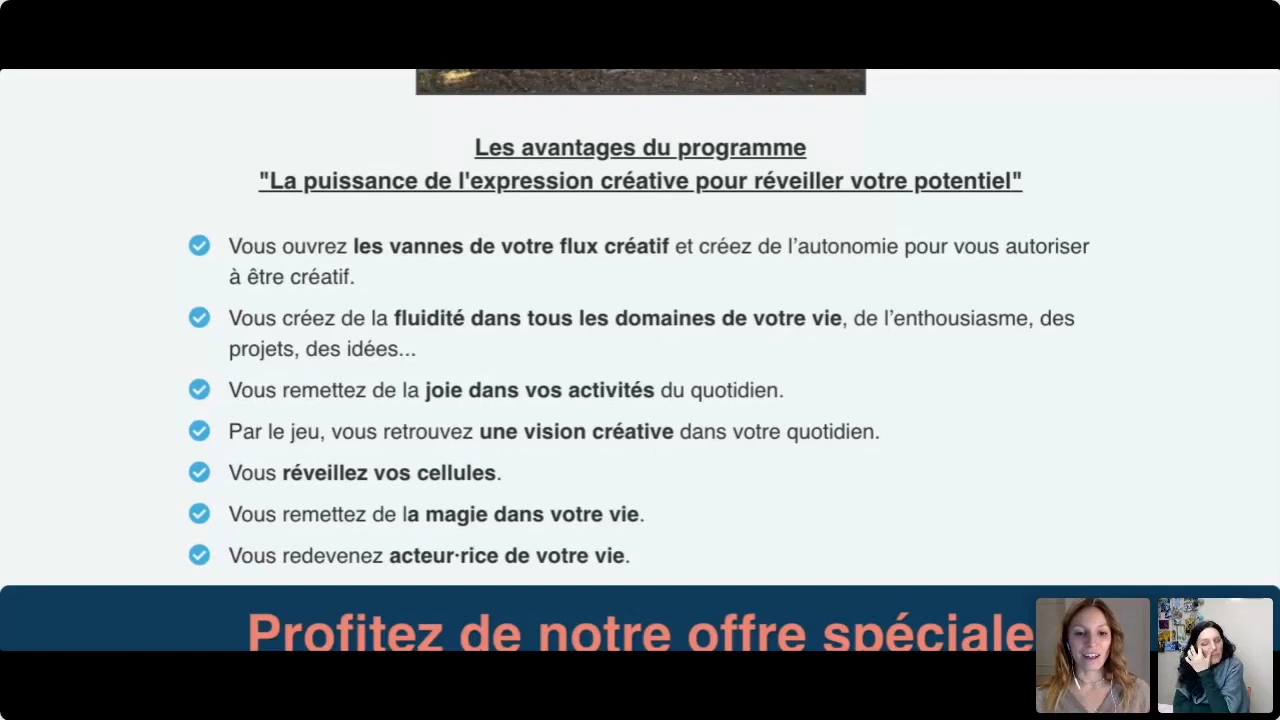 Les avantages du programme
"La puissance de l'expression créative pour réveiller votre potentiel"
Vous ouvrez les vannes de votre flux créatif et créez de l’autonomie pour vous autoriser
à être créatif.
Vous créez de la fluidité dans tous les domaines de votre vie, de l’enthousiasme, des
projets, des idées...
Vous remettez de la joie dans vos activités du quotidien.
Par le jeu, vous retrouvez une vision créative dans votre quotidien.
Vous réveillez vos cellules.
Vous remettez de la magie dans votre vie.
Vous redevenez acteur·rice de votre vie.
Profitez de notre offre spéciale